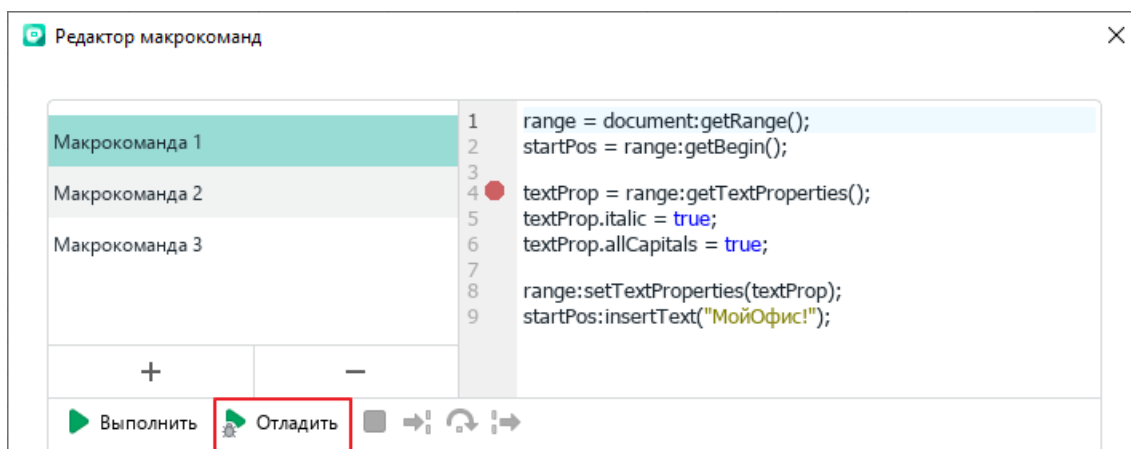 Редактор макрокоманд
Макрокоманда 1
Макрокоманда 2
Макрокоманда 3
1 range = document:getRange();
2 startPos = range:getBegin();
3
4 textProp = range:getTextProperties();
5 textProp.italic = true;
6 textProp.allCapitals = true;
7
8 range:setTextProperties(textProp);
9 startPos:insertText("МойОфис!");
+ −
Выполнить Отладить